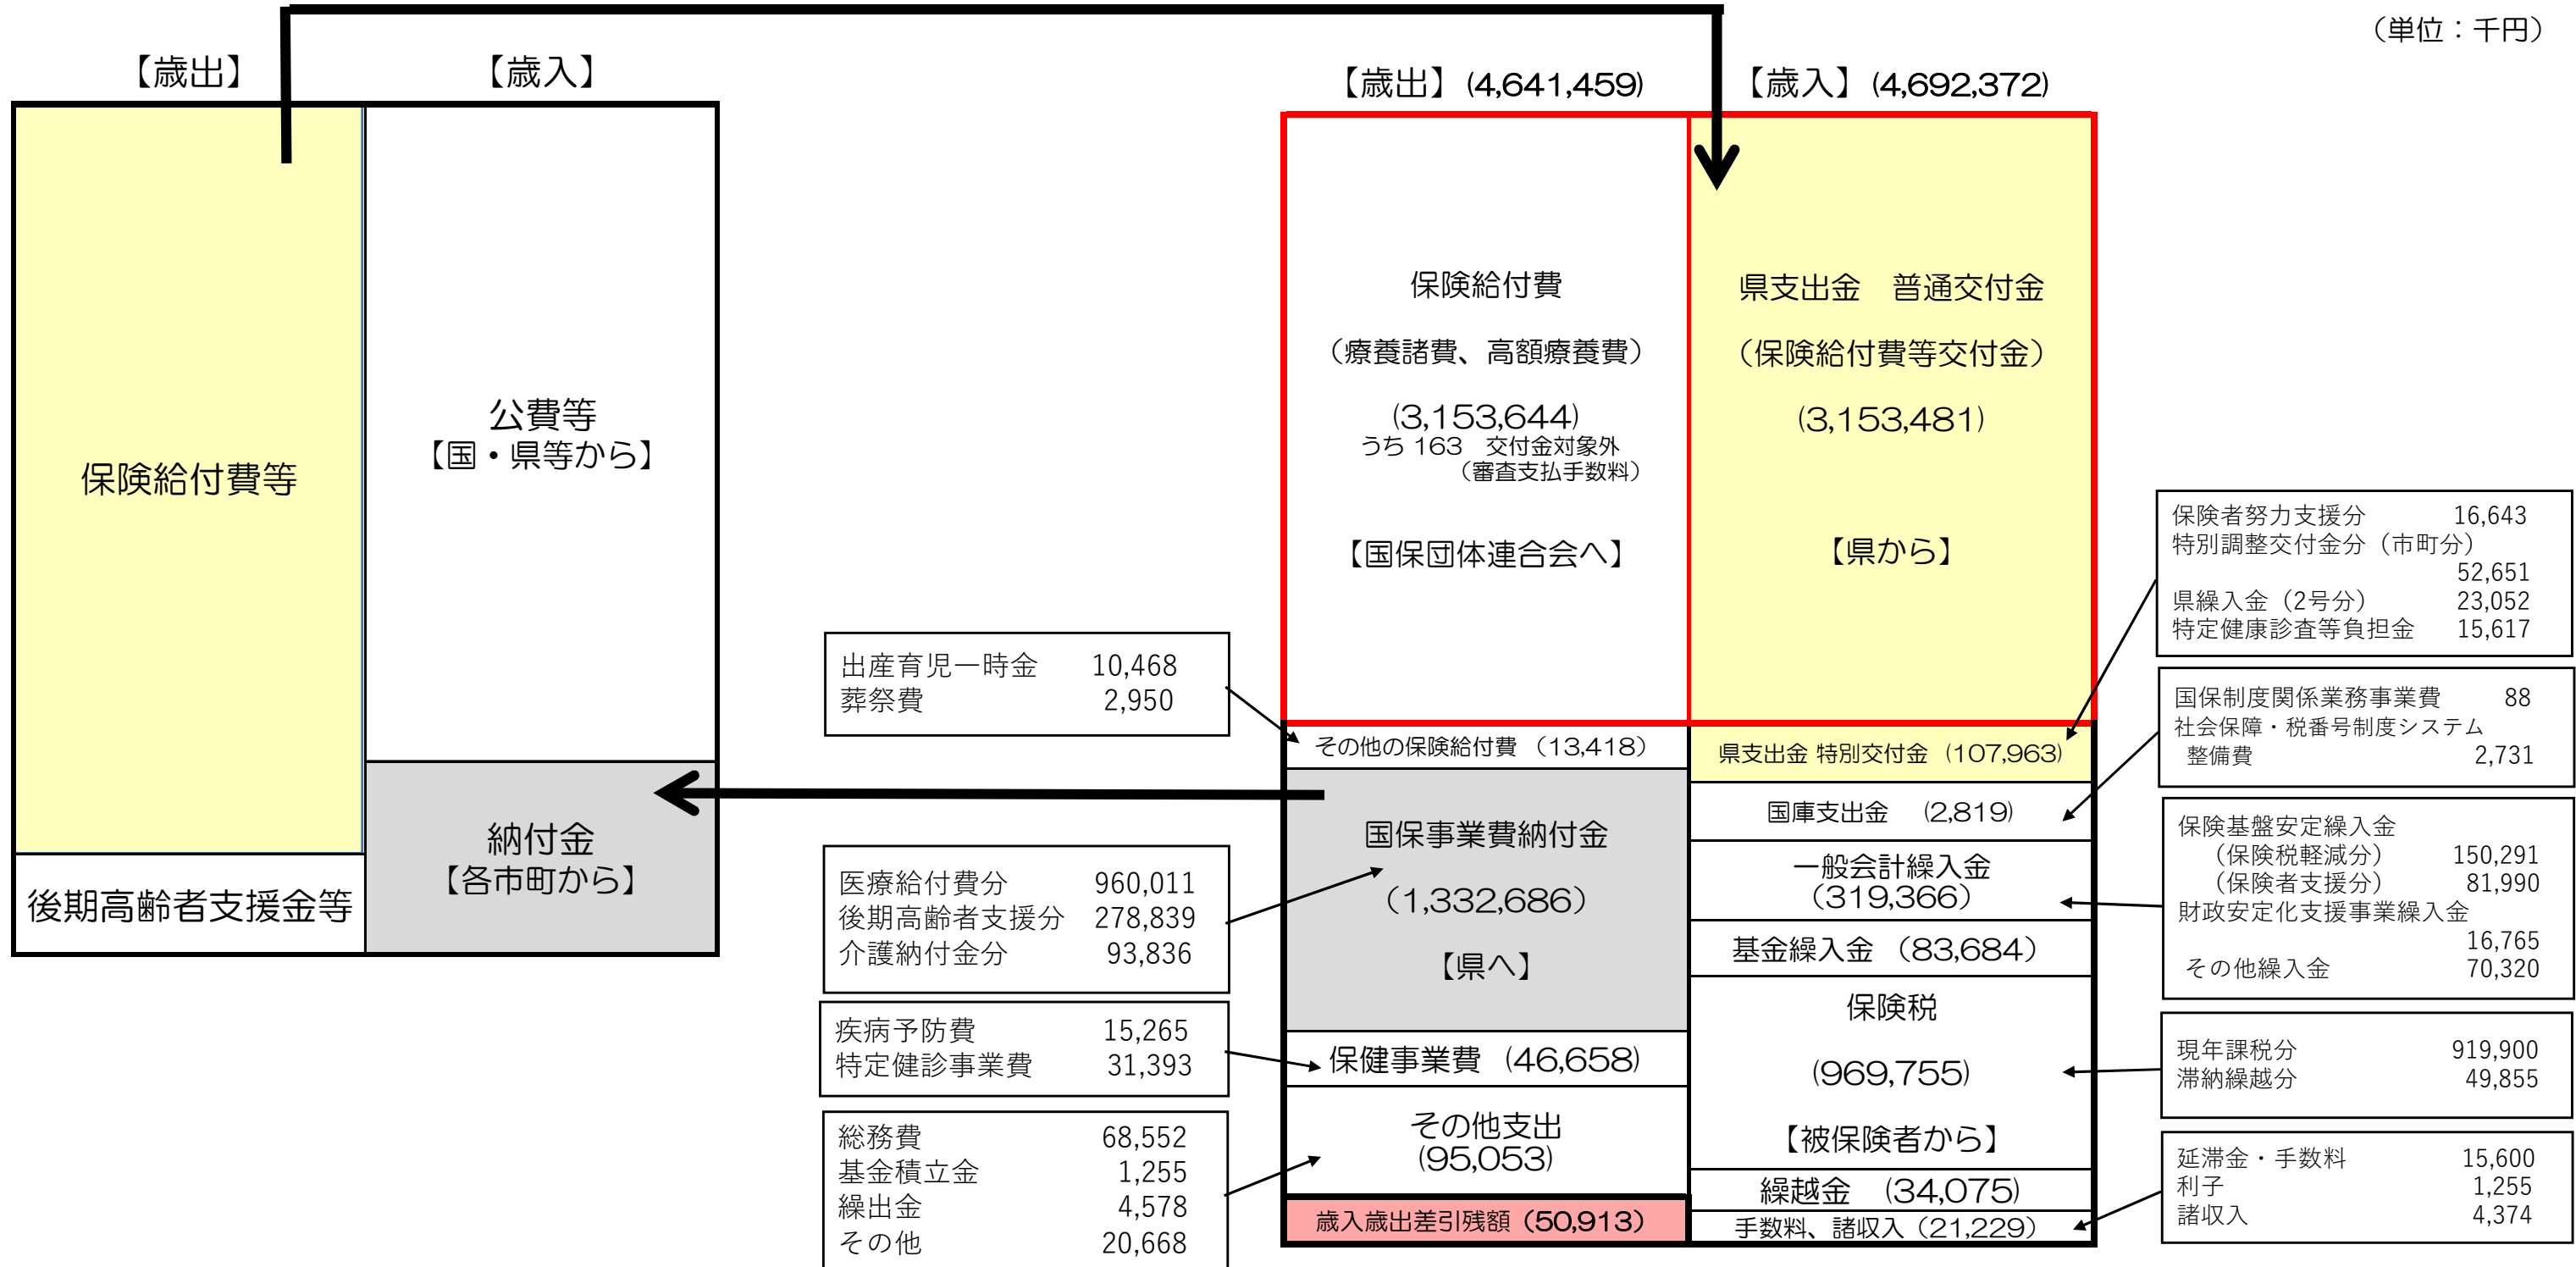 （単位：千円）
【歳出】
【歳入】
保険給付費等
後期高齢者支援金等
公費等
【国・県等から】
納付金
【各市町から】
【歳出】(4,641,459)
【歳入】(4,692,372)
保険給付費
（療養諸費、高額療養費）
(3,153,644)
うち 163　交付金対象外
（審査支払手数料）
【国保団体連合会へ】
その他の保険給付費 （13,418）
国保事業費納付金
（1,332,686）
【県へ】
保健事業費 （46,658）
その他支出
(95,053)
歳入歳出差引残額（50,913）
県支出金　普通交付金
（保険給付費等交付金）
(3,153,481)
【県から】
県支出金 特別交付金 (107,963)
国庫支出金　(2,819)
一般会計繰入金
（319,366）
基金繰入金 （83,684）
保険税
(969,755)
【被保険者から】
繰越金　(34,075)
手数料、諸収入（21,229）
出産育児一時金 10,468
葬祭費 2,950
医療給付費分 960,011
後期高齢者支援分 278,839
介護納付金分 93,836
疾病予防費 15,265
特定健診事業費 31,393
総務費 68,552
基金積立金 1,255
繰出金 4,578
その他 20,668
保険者努力支援分 16,643
特別調整交付金分（市町分）
52,651
県繰入金（2号分） 23,052
特定健康診査等負担金 15,617
国保制度関係業務事業費 88
社会保障・税番号制度システム
整備費 2,731
保険基盤安定繰入金
（保険税軽減分） 150,291
（保険者支援分） 81,990
財政安定化支援事業繰入金
16,765
その他繰入金 70,320
現年課税分 919,900
滞納繰越分 49,855
延滞金・手数料 15,600
利子 1,255
諸収入 4,374